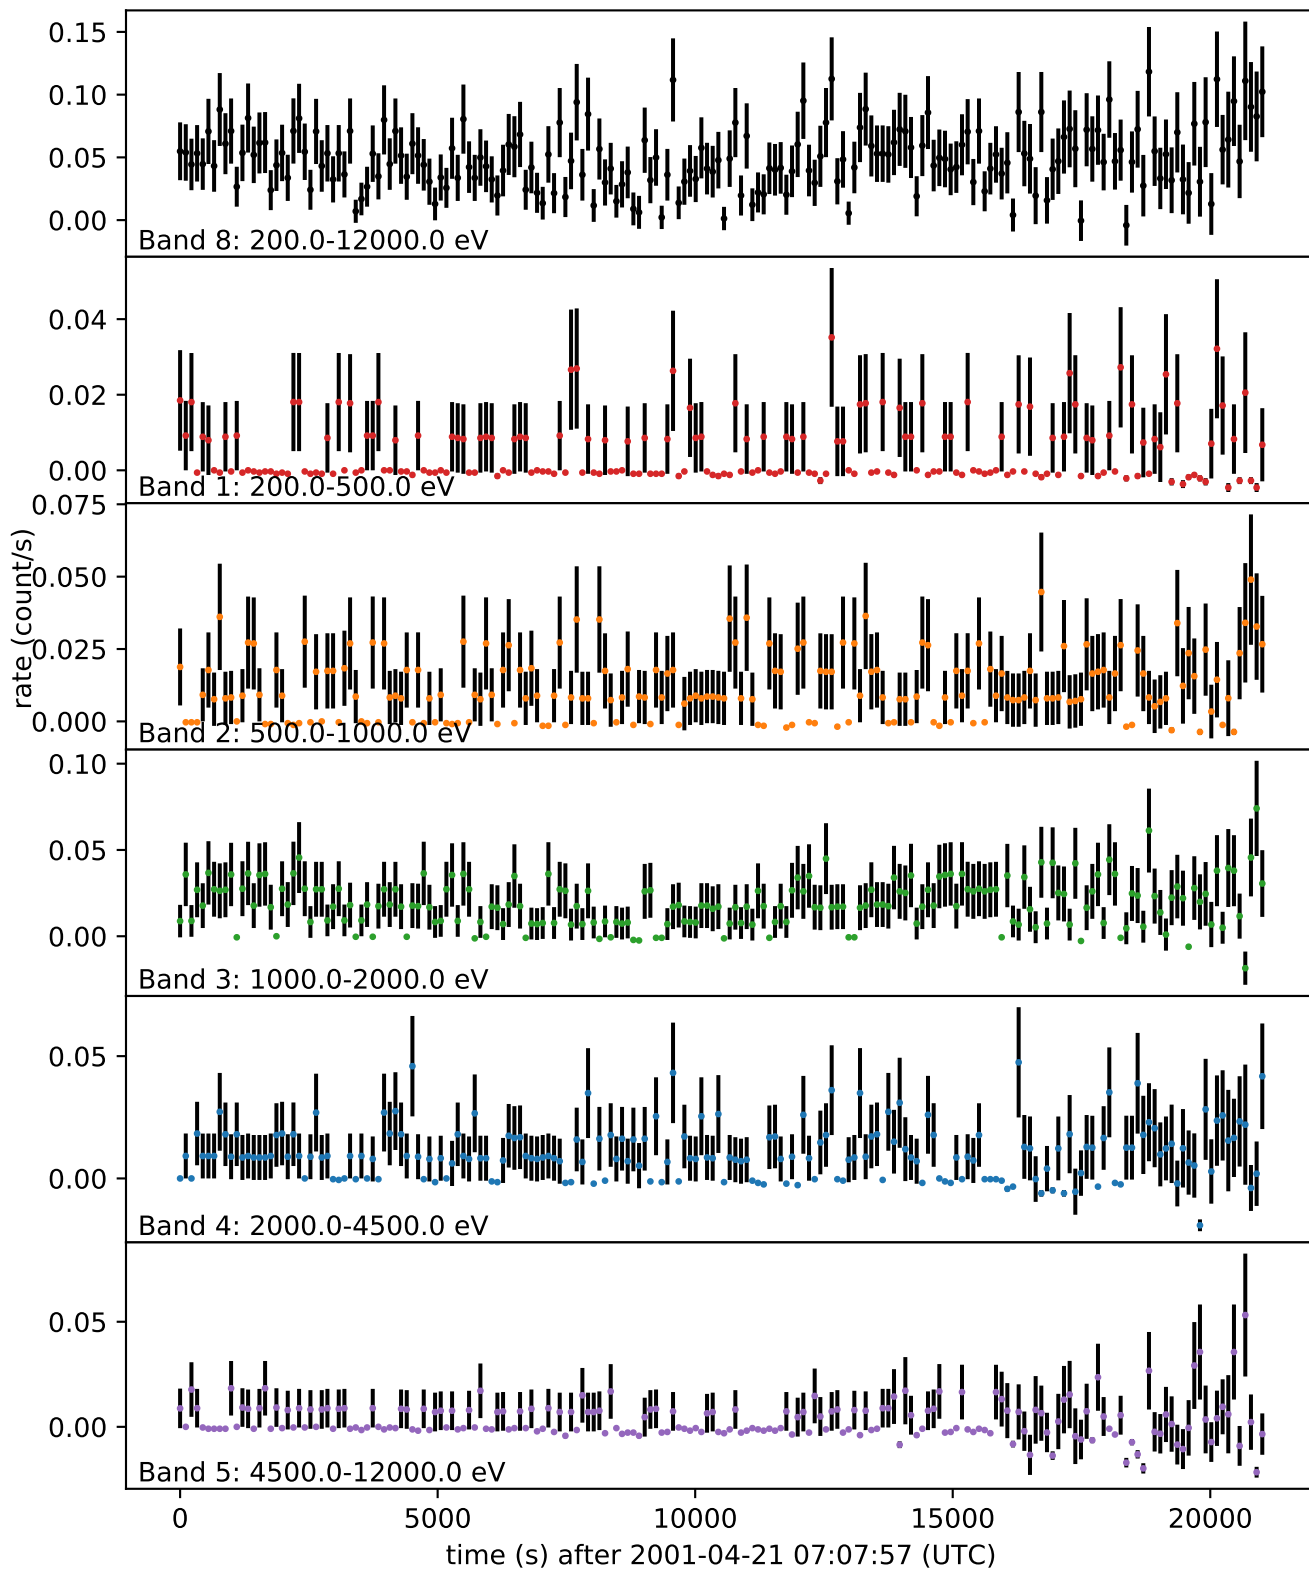 0.15
0.10
0.05
0.00
Band 8: 200.0-12000.0 eV
0.04
0.02
0.00
Band 1: 200.0-500.0 eV
rate (count/s)
0.075
0.050
0.025
0.000
Band 2: 500.0-1000.0 eV
0.10
0.05
0.00
Band 3: 1000.0-2000.0 eV
0.05
0.00
Band 4: 2000.0-4500.0 eV
0.05
0.00
Band 5: 4500.0-12000.0 eV
0 5000 10000 15000 20000
time (s) after 2001-04-21 07:07:57 (UTC)